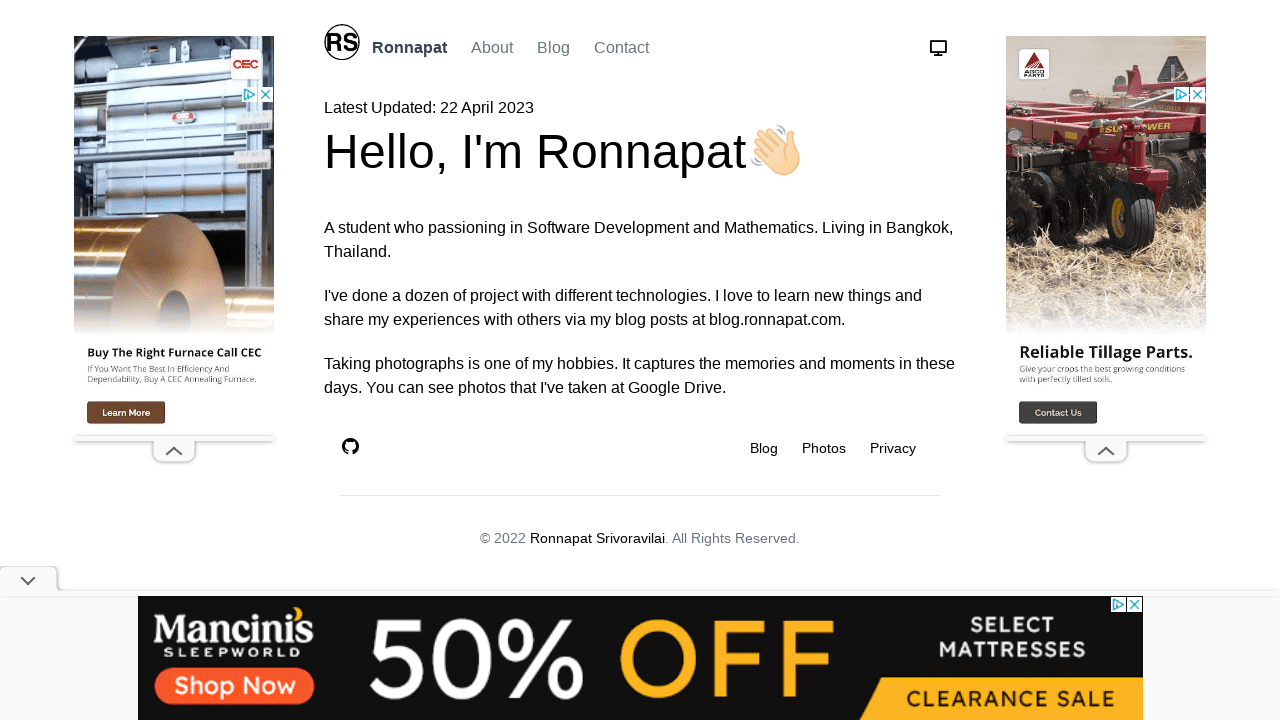 RS Ronnapat About Blog Contact
Latest Updated: 22 April 2023
Hello, I'm Ronnapat👋🏻
A student who passioning in Software Development and Mathematics. Living in Bangkok,
Thailand.
I've done a dozen of project with different technologies. I love to learn new things and
share my experiences with others via my blog posts at blog.ronnapat.com.
Taking photographs is one of my hobbies. It captures the memories and moments in these
days. You can see photos that I've taken at Google Drive.
Blog Photos Privacy
© 2022 Ronnapat Srivoravilai. All Rights Reserved.
CEC
Buy The Right Furnace Call CEC
If You Want The Best In Efficiency And
Dependability, Buy A CEC Annealing Furnace.
Learn More
AGCO
PARTS
SUNFLOWER
Reliable Tillage Parts.
Give your crops the best growing conditions
with perfectly tilled soils.
Contact Us
Mancini's
SLEEPWORLD
Shop Now
50% OFF
SELECT
MATTRESSES
CLEARANCE SALE